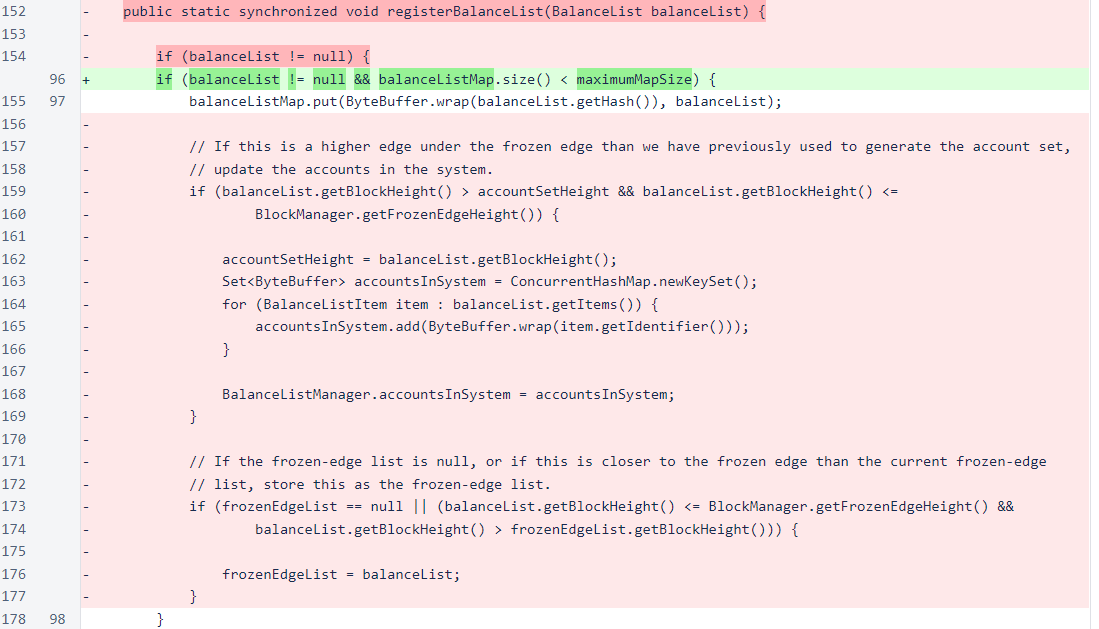 152 - public static synchronized void registerBalanceList(BalanceList balanceList) {
153 -
154 - if (balanceList != null) {
96 + if (balanceList != null && balanceListMap.size() < maximumMapSize) {
155 97 balanceListMap.put(ByteBuffer.wrap(balanceList.getHash()), balanceList);
156 -
157 - // If this is a higher edge under the frozen edge than we have previously used to generate the account set,
158 - // update the accounts in the system.
159 - if (balanceList.getBlockHeight() > accountSetHeight && balanceList.getBlockHeight() <=
160 - BlockManager.getFrozenEdgeHeight()) {
161 -
162 - accountSetHeight = balanceList.getBlockHeight();
163 - Set<ByteBuffer> accountsInSystem = ConcurrentHashMap.newKeySet();
164 - for (BalanceListItem item : balanceList.getItems()) {
165 - accountsInSystem.add(ByteBuffer.wrap(item.getIdentifier()));
166 - }
167 -
168 - BalanceListManager.accountsInSystem = accountsInSystem;
169 - }
170 -
171 - // If the frozen-edge list is null, or if this is closer to the frozen edge than the current frozen-edge
172 - // list, store this as the frozen-edge list.
173 - if (frozenEdgeList == null || (balanceList.getBlockHeight() <= BlockManager.getFrozenEdgeHeight() &&
174 - balanceList.getBlockHeight() > frozenEdgeList.getBlockHeight())) {
175 -
176 - frozenEdgeList = balanceList;
177 - }
178 98 }